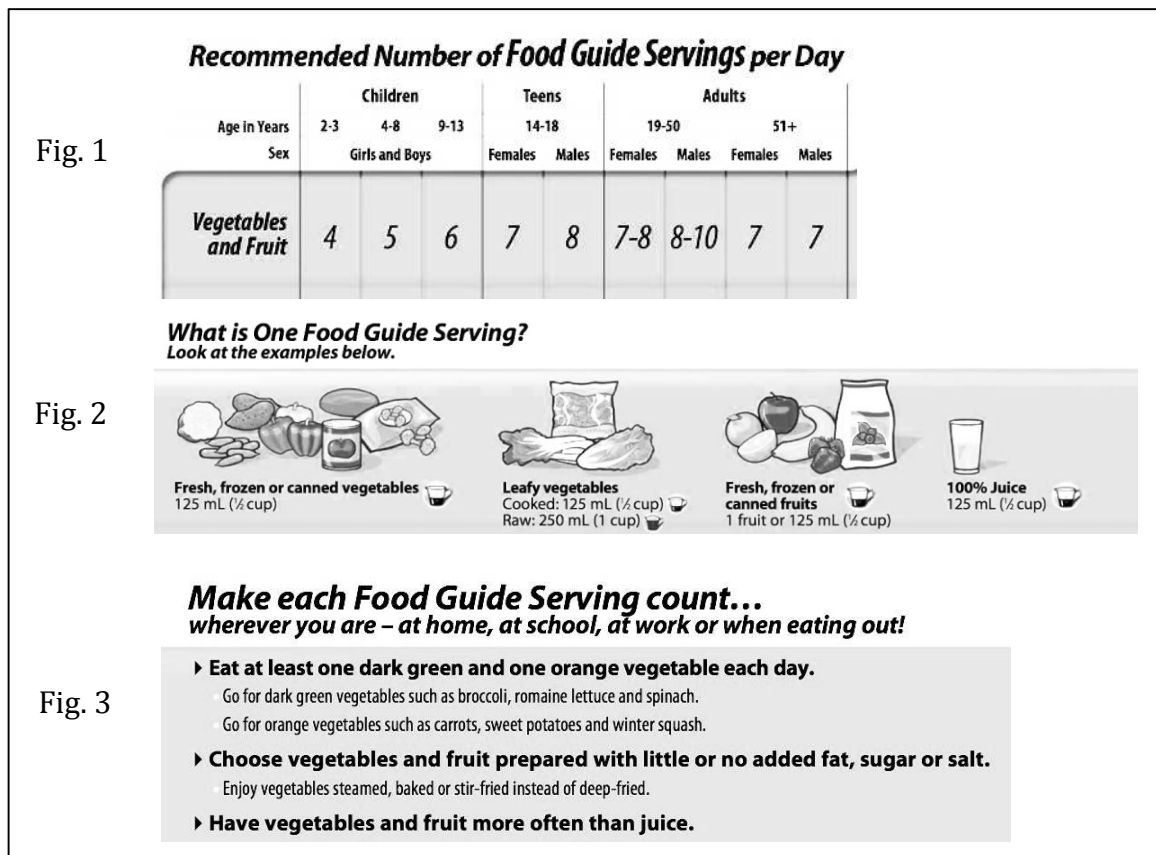 Recommended Number of Food Guide Servings per Day
Children Teens Adults
Fig. 1
Age in Years 2-3 4-8 9-13 14-18 19-50 51+
Sex Girls and Boys Females Males Females Males Females Males
Vegetables
and Fruit 4 5 6 7 8 7-8 8-10 7 7
What is One Food Guide Serving?
Look at the examples below.
Fig. 2
Fresh, frozen or canned vegetables
125 mL (½ cup)
Leafy vegetables
Cooked: 125 mL (½ cup)
Raw: 250 mL (1 cup)
Fresh, frozen or
canned fruits
1 fruit or 125 mL (½ cup)
100% Juice
125 mL (½ cup)
Make each Food Guide Serving count...
wherever you are – at home, at school, at work or when eating out!
Fig. 3
Eat at least one dark green and one orange vegetable each day.
Go for dark green vegetables such as broccoli, romaine lettuce and spinach.
Go for orange vegetables such as carrots, sweet potatoes and winter squash.
Choose vegetables and fruit prepared with little or no added fat, sugar or salt.
Enjoy vegetables steamed, baked or stir-fried instead of deep-fried.
Have vegetables and fruit more often than juice.